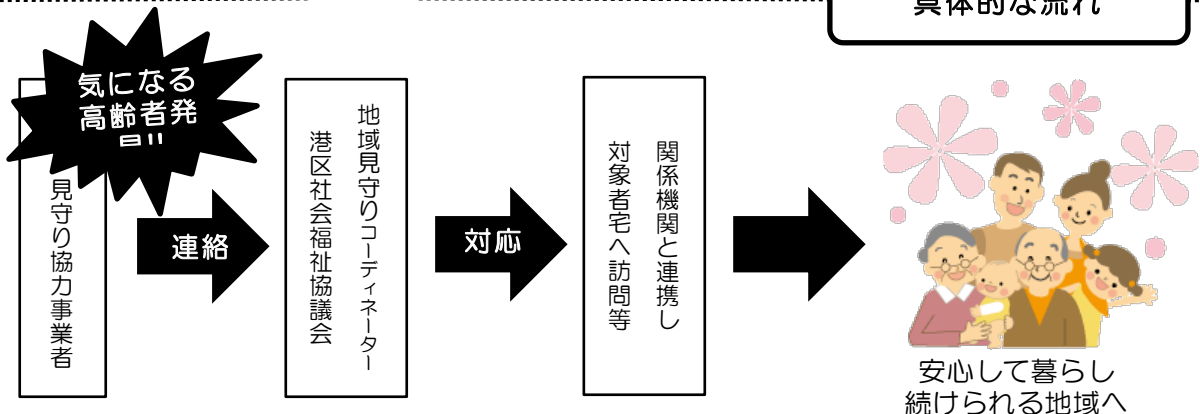 具体的な流れ
気になる
高齢者発
見!!
見守り協力事業者
連絡
地域見守りコーディネーター
港区社会福祉協議会
対応
関係機関と連携し
対象者宅へ訪問等
安心して暮らし
続けられる地域へ